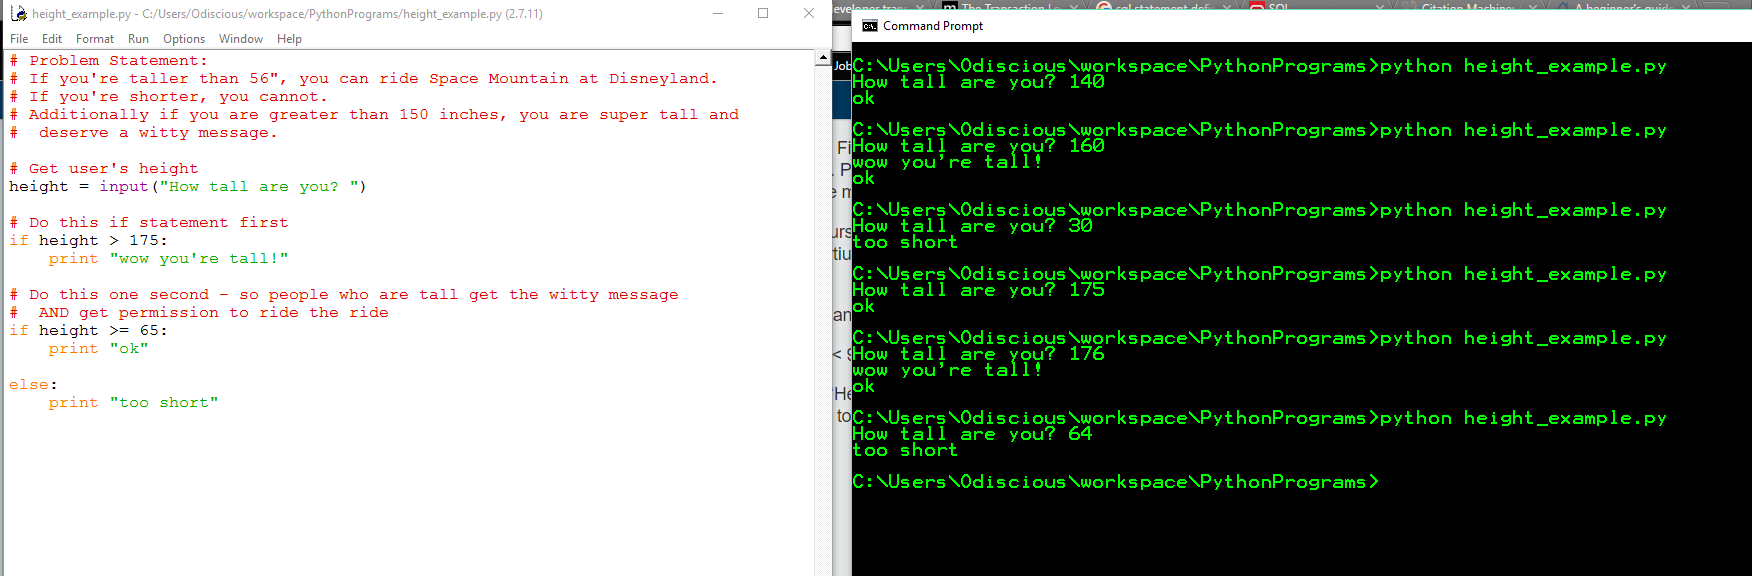 height_example.py - C:/Users/Odiscious/workspace/PythonPrograms/height_example.py (2.7.11)
File Edit Format Run Options Window Help
# Problem Statement:
# If you're taller than 56", you can ride Space Mountain at Disneyland.
# If you're shorter, you cannot.
# Additionally if you are greater than 150 inches, you are super tall and
#  deserve a witty message.
# Get user's height
height = input("How tall are you? ")
# Do this if statement first
if height > 175:
    print "wow you're tall!"
# Do this one second - so people who are tall get the witty message
#  AND get permission to ride the ride
if height >= 65:
    print "ok"
else:
    print "too short"
Job
The Transaction
sql statement
SQL
Citation Machine
A beginner's guide
Command Prompt
C:\Users\Odiscious\workspace\PythonPrograms>python height_example.py
How tall are you? 140
ok
C:\Users\Odiscious\workspace\PythonPrograms>python height_example.py
How tall are you? 160
wow you're tall!
ok
C:\Users\Odiscious\workspace\PythonPrograms>python height_example.py
How tall are you? 30
too short
C:\Users\Odiscious\workspace\PythonPrograms>python height_example.py
How tall are you? 175
ok
C:\Users\Odiscious\workspace\PythonPrograms>python height_example.py
How tall are you? 176
wow you're tall!
ok
C:\Users\Odiscious\workspace\PythonPrograms>python height_example.py
How tall are you? 64
too short
C:\Users\Odiscious\workspace\PythonPrograms>